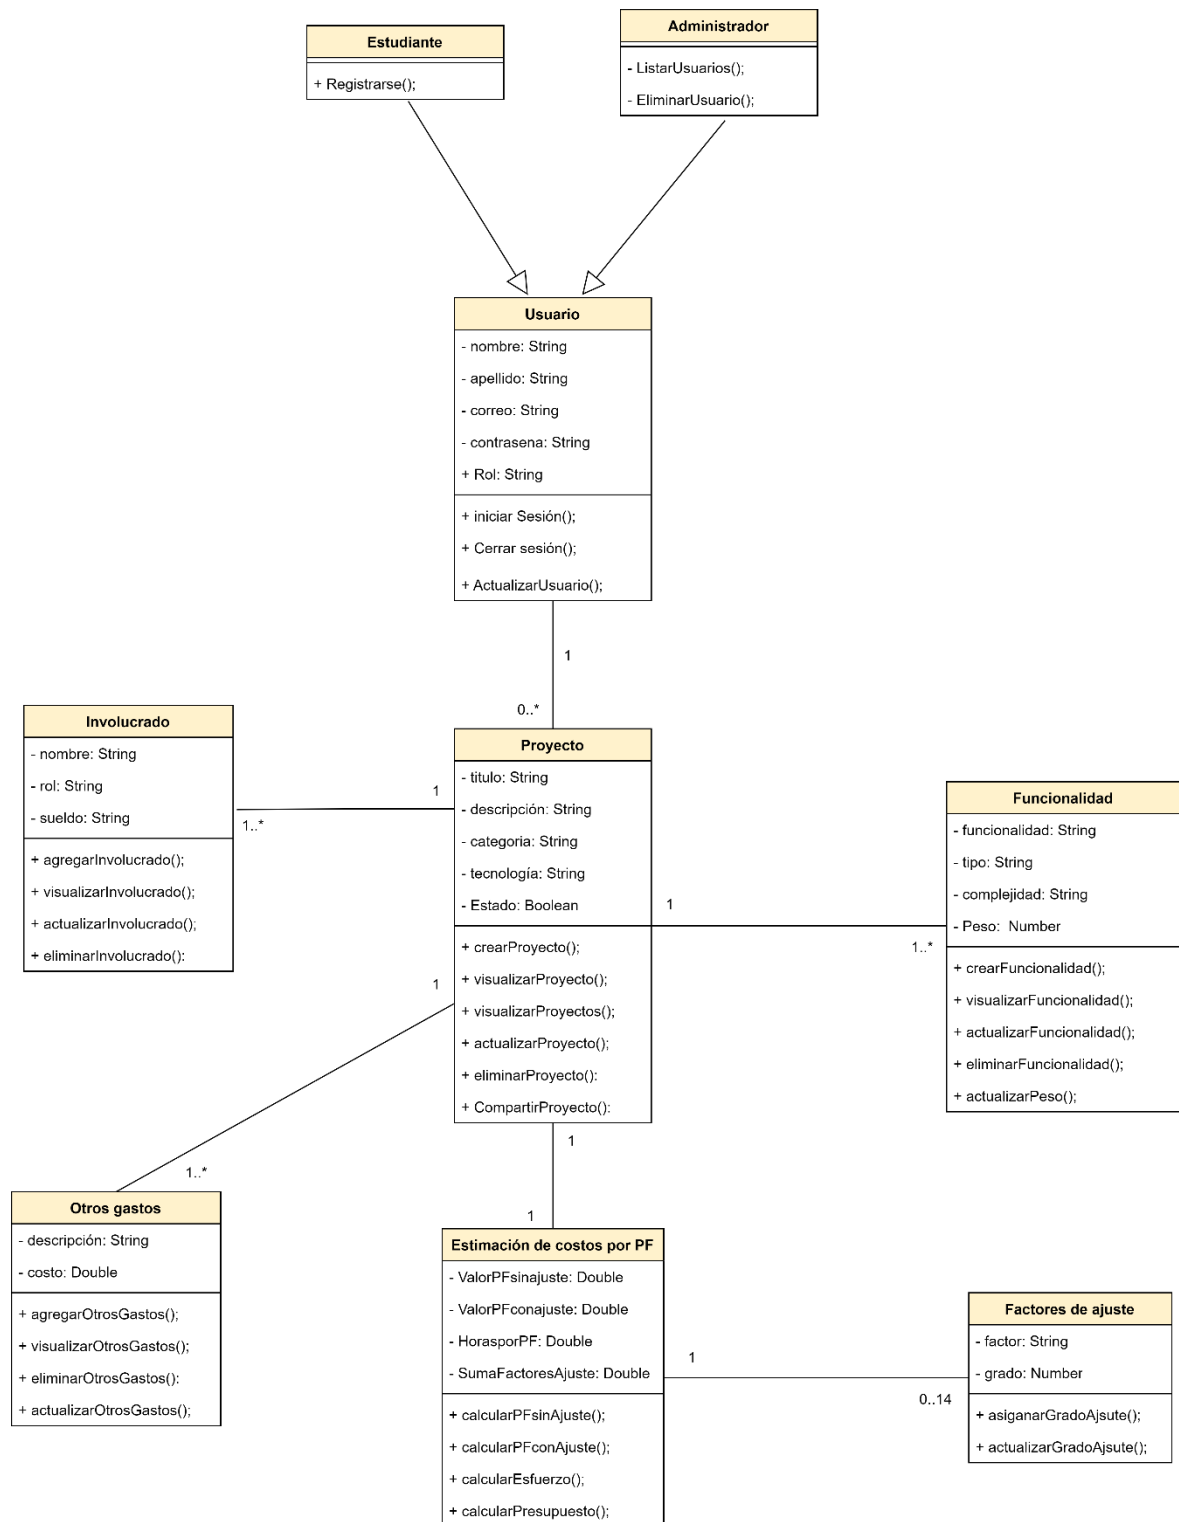 Estudiante
+ Registrarse();
Administrador
- ListarUsuarios();
- EliminarUsuario();
Usuario
- nombre: String
- apellido: String
- correo: String
- contrasena: String
+ Rol: String
+ iniciar Sesión();
+ Cerrar sesión();
+ ActualizarUsuario();
1
0..*
Involucrado
- nombre: String
- rol: String
- sueldo: String
+ agregarInvolucrado();
+ visualizarInvolucrado();
+ actualizarInvolucrado();
+ eliminarInvolucrado():
1
1..*
Proyecto
- titulo: String
- descripción: String
- categoria: String
- tecnología: String
- Estado: Boolean
+ crearProyecto();
+ visualizarProyecto();
+ visualizarProyectos();
+ actualizarProyecto();
+ eliminarProyecto():
+ CompartirProyecto():
1
1..*
Funcionalidad
- funcionalidad: String
- tipo: String
- complejidad: String
- Peso:  Number
+ crearFuncionalidad();
+ visualizarFuncionalidad();
+ actualizarFuncionalidad();
+ eliminarFuncionalidad();
+ actualizarPeso();
1
1..*
Otros gastos
- descripción: String
- costo: Double
+ agregarOtrosGastos();
+ visualizarOtrosGastos();
+ eliminarOtrosGastos():
+ actualizarOtrosGastos();
1
1
Estimación de costos por PF
- ValorPFsinajuste: Double
- ValorPFconajuste: Double
- HorasporPF: Double
- SumaFactoresAjuste: Double
+ calcularPFsinAjuste();
+ calcularPFconAjuste();
+ calcularEsfuerzo();
+ calcularPresupuesto();
1
0..14
Factores de ajuste
- factor: String
- grado: Number
+ asiganarGradoAjsute();
+ actualizarGradoAjsute();